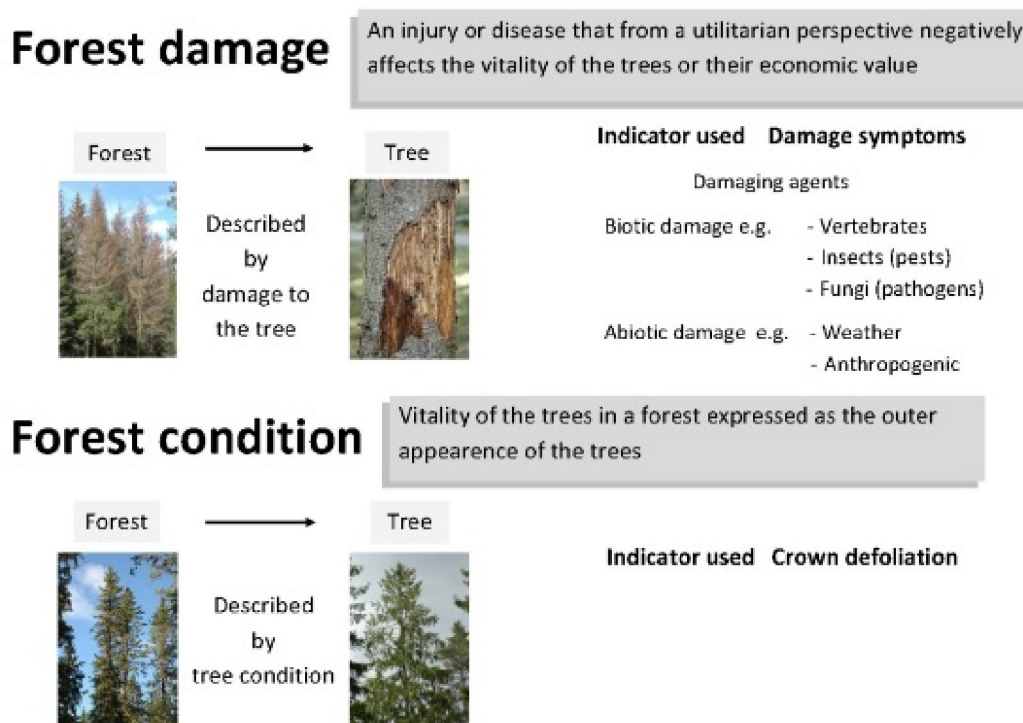 Forest damage
An injury or disease that from a utilitarian perspective negatively
affects the vitality of the trees or their economic value
Forest
Tree
Described
by
damage to
the tree
Indicator used Damage symptoms
Damaging agents
Biotic damage e.g. - Vertebrates
- Insects (pests)
- Fungi (pathogens)
Abiotic damage e.g. - Weather
- Anthropogenic
Forest condition
Vitality of the trees in a forest expressed as the outer
appearence of the trees
Forest
Tree
Described
by
tree condition
Indicator used Crown defoliation